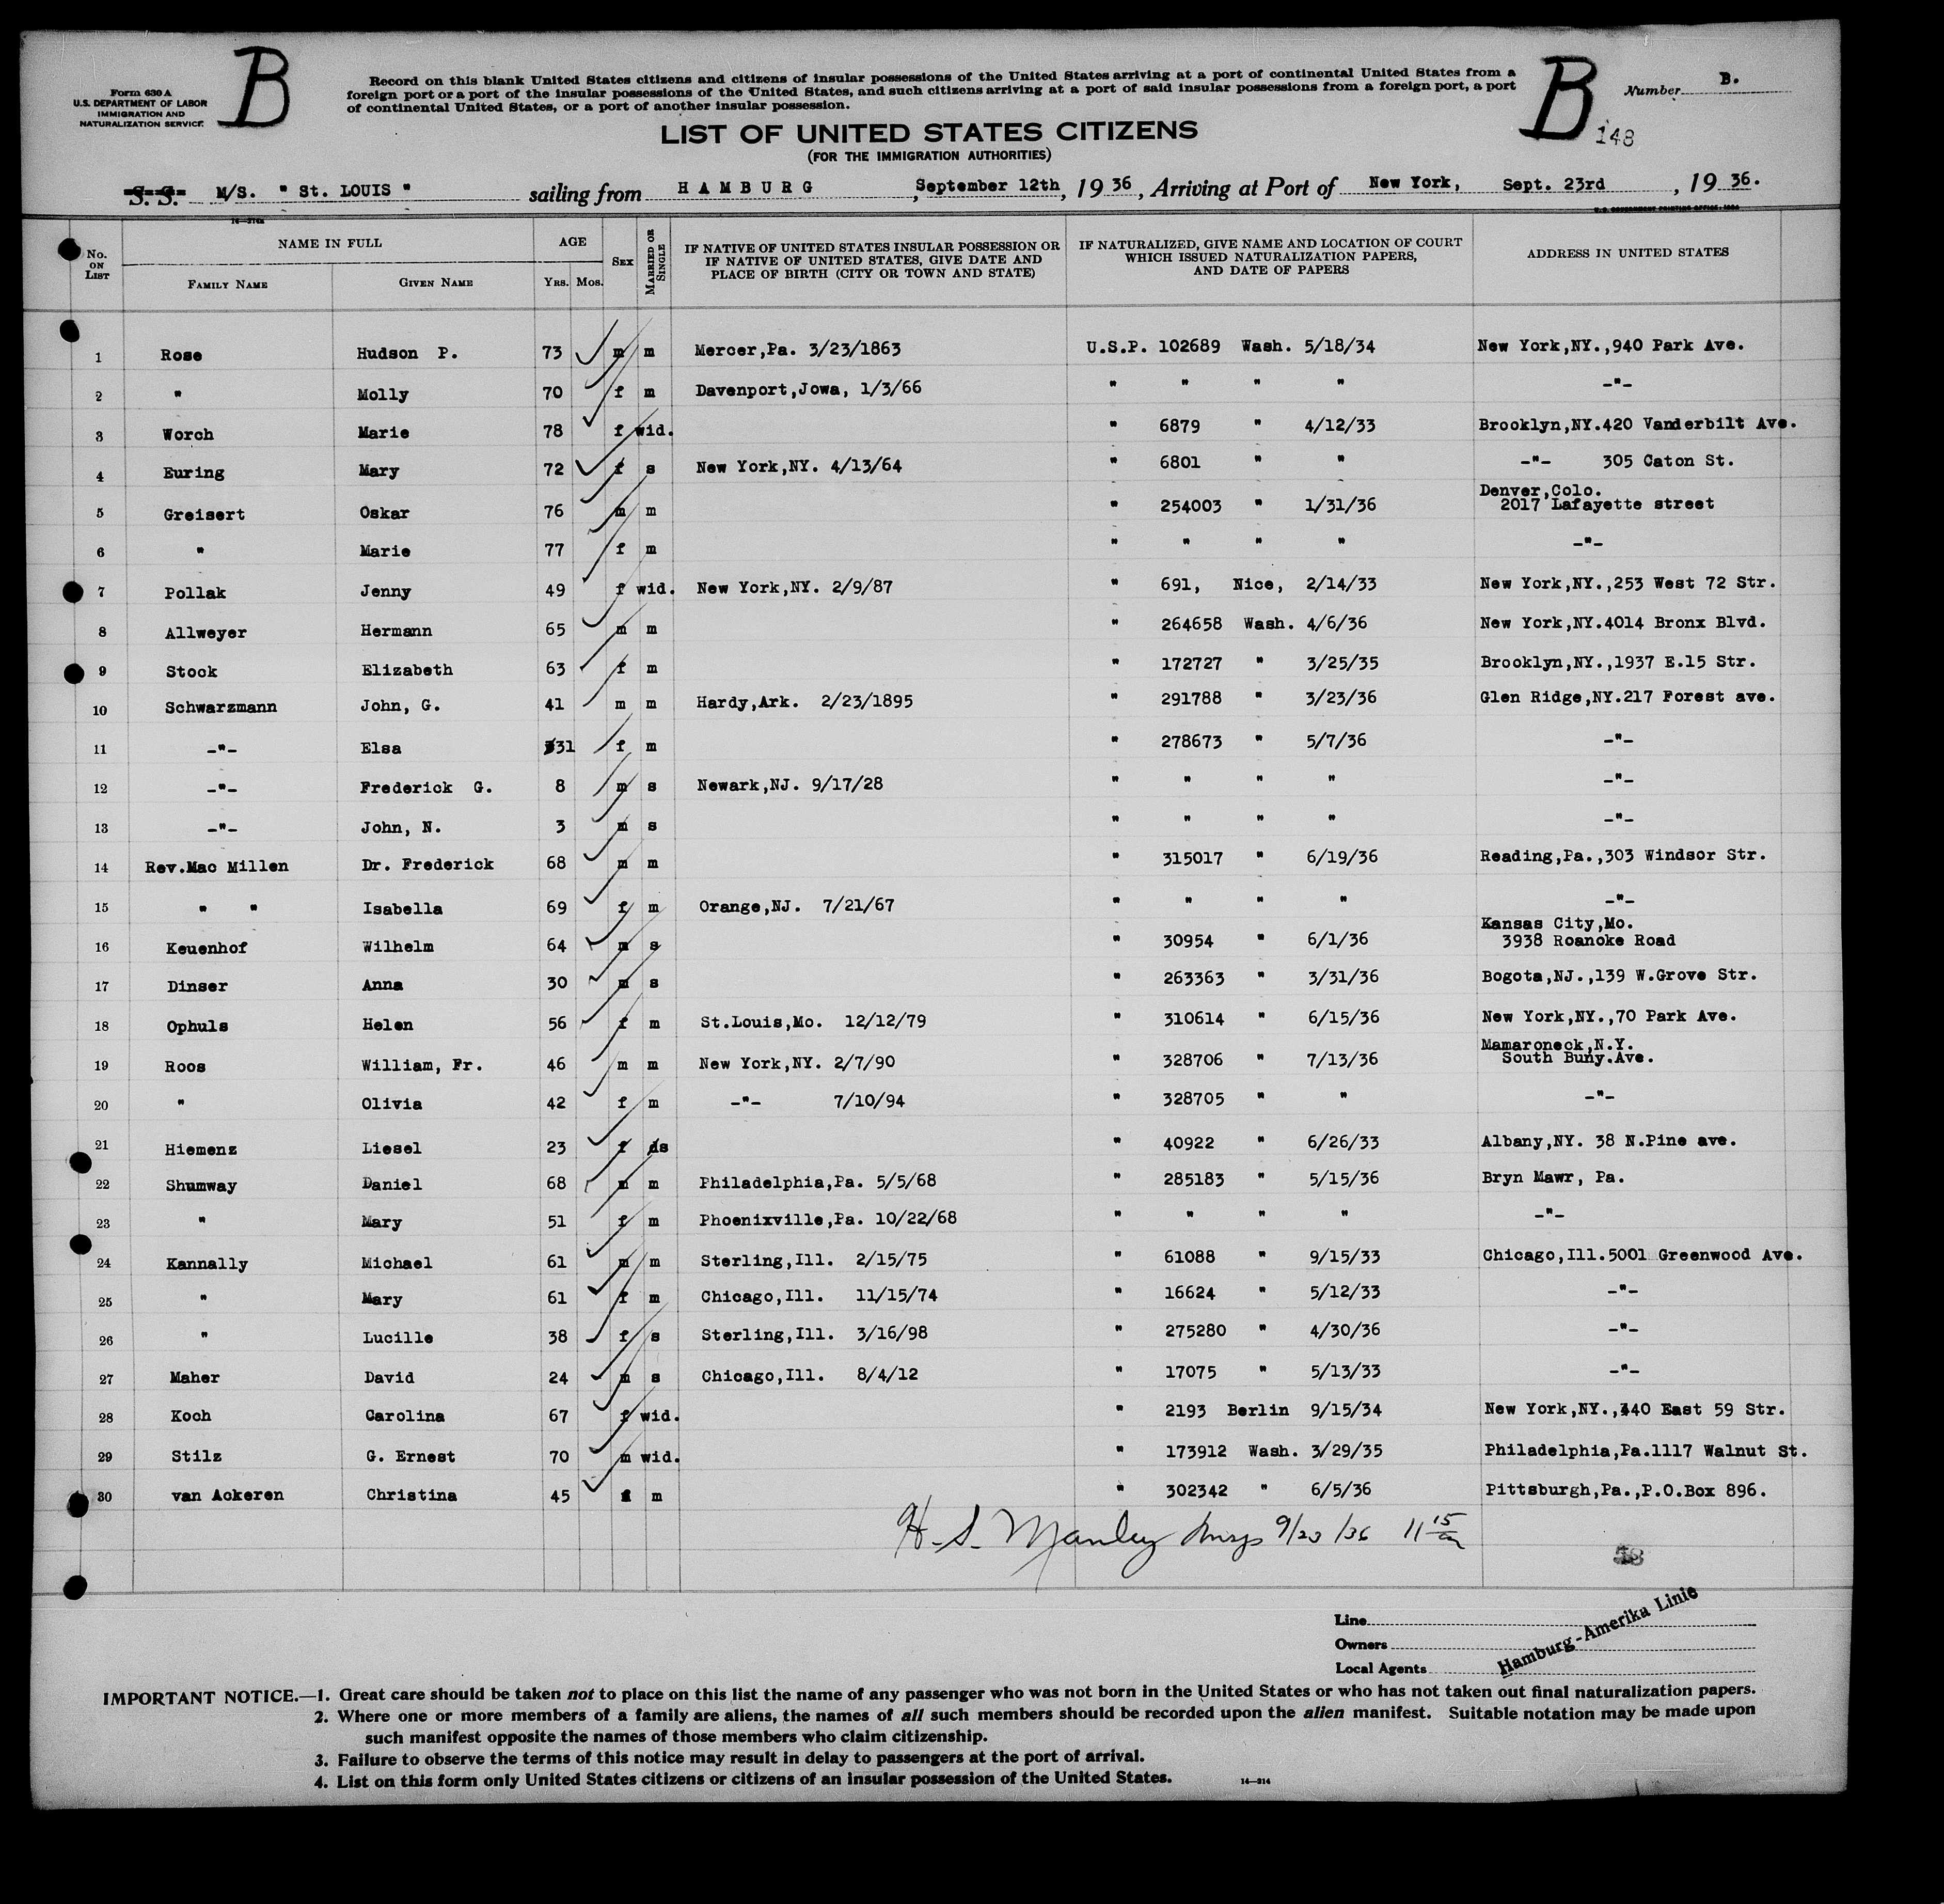 Form 630 A
U.S. DEPARTMENT OF LABOR
IMMIGRATION AND
NATURALIZATION SERVICE
B
Record on this blank United States citizens and citizens of insular possessions of the United States arriving at a port of continental United States from a
foreign port or a port of the insular possessions of the United States, and such citizens arriving at a port of said insular possessions from a foreign port, a port
of continental United States, or a port of another insular possession.
B
148
Number B.
LIST OF UNITED STATES CITIZENS
(FOR THE IMMIGRATION AUTHORITIES)
S. S. M/S. " St. LOUIS " sailing from HAMBURG, September 12th, 19 36, Arriving at Port of New York, Sept. 23rd, 19 36.
No. ON LIST NAME IN FULL FAMILY NAME GIVEN NAME AGE YRS. MOS. SEX MARRIED OR SINGLE IF NATIVE OF UNITED STATES INSULAR POSSESSION OR IF NATIVE OF UNITED STATES, GIVE DATE AND PLACE OF BIRTH (CITY OR TOWN AND STATE) IF NATURALIZED, GIVE NAME AND LOCATION OF COURT WHICH ISSUED NATURALIZATION PAPERS, AND DATE OF PAPERS ADDRESS IN UNITED STATES
1 Rose Hudson P. 73 m m Mercer,Pa. 3/23/1863 U.S.P. 102689 Wash. 5/18/34 New York,NY.,940 Park Ave.
2 " Molly 70 f m Davenport,Jowa, 1/3/66 " " " " -"-
3 Worch Marie 78 f wid. " 6879 " 4/12/33 Brooklyn,NY.420 Vanderbilt Ave.
4 Euring Mary 72 f s New York,NY. 4/13/64 " 6801 " " -"- 305 Caton St.
5 Greisert Oskar 76 m m " 254003 " 1/31/36 Denver,Colo. 2017 Lafayette street
6 " Marie 77 f m " " " " -"-
7 Pollak Jenny 49 f wid. New York,NY. 2/9/87 " 691, Nice, 2/14/33 New York,NY.,253 West 72 Str.
8 Allweyer Hermann 65 m m " 264658 Wash. 4/6/36 New York,NY.4014 Bronx Blvd.
9 Stock Elizabeth 63 f m " 172727 " 3/25/35 Brooklyn,NY.,1937 E.15 Str.
10 Schwarzmann John, G. 41 m m Hardy,Ark. 2/23/1895 " 291788 " 3/23/36 Glen Ridge,NY.217 Forest ave.
11 -"- Elsa 31 f m " 278673 " 5/7/36 -"-
12 -"- Frederick G. 8 m s Newark,NJ. 9/17/28 " " " " -"-
13 -"- John, N. 3 m s " " " " -"-
14 Rev.Mac Millen Dr. Frederick 68 m m " 315017 " 6/19/36 Reading,Pa.,303 Windsor Str.
15 " " Isabella 69 f m Orange,NJ. 7/21/67 " " " " -"-
16 Keuenhof Wilhelm 64 m s " 30954 " 6/1/36 Kansas City,Mo. 3938 Roanoke Road
17 Dinser Anna 30 m s " 263363 " 3/31/36 Bogota,NJ.,139 W.Grove Str.
18 Ophuls Helen 56 f m St.Louis,Mo. 12/12/79 " 310614 " 6/15/36 New York,NY.,70 Park Ave.
19 Roos William, Fr. 46 m m New York,NY. 2/7/90 " 328706 " 7/13/36 Mamaroneck,N.Y. South Buny.Ave.
20 " Olivia 42 f m -"- 7/10/94 " 328705 " " -"-
21 Hiemenz Liesel 23 f s " 40922 " 6/26/33 Albany,NY. 38 N.Pine ave.
22 Shumway Daniel 68 m m Philadelphia,Pa. 5/5/68 " 285183 " 5/15/36 Bryn Mawr, Pa.
23 " Mary 51 f m Phoenixville,Pa. 10/22/68 " " " " -"-
24 Kannally Michael 61 m m Sterling,Ill. 2/15/75 " 61088 " 9/15/33 Chicago,Ill.5001 Greenwood Ave.
25 " Mary 61 f m Chicago,Ill. 11/15/74 " 16624 " 5/12/33 -"-
26 " Lucille 38 f s Sterling,Ill. 3/16/98 " 275280 " 4/30/36 -"-
27 Maher David 24 m s Chicago,Ill. 8/4/12 " 17075 " 5/13/33 -"-
28 Koch Carolina 67 f wid. " 2193 Berlin 9/15/34 New York,NY.,340 East 59 Str.
29 Stilz G. Ernest 70 m wid. " 173912 Wash. 3/29/35 Philadelphia,Pa.1117 Walnut St.
30 van Ackeren Christina 45 f m " 302342 " 6/5/36 Pittsburgh,Pa.,P.O.Box 896.
H. S. Manley Insp 9/23/36 11 15 am
Line
Owners
Local Agents
Hamburg-Amerika Linie
IMPORTANT NOTICE.—1. Great care should be taken not to place on this list the name of any passenger who was not born in the United States or who has not taken out final naturalization papers.
2. Where one or more members of a family are aliens, the names of all such members should be recorded upon the alien manifest. Suitable notation may be made upon
such manifest opposite the names of those members who claim citizenship.
3. Failure to observe the terms of this notice may result in delay to passengers at the port of arrival.
4. List on this form only United States citizens or citizens of an insular possession of the United States.
14—214